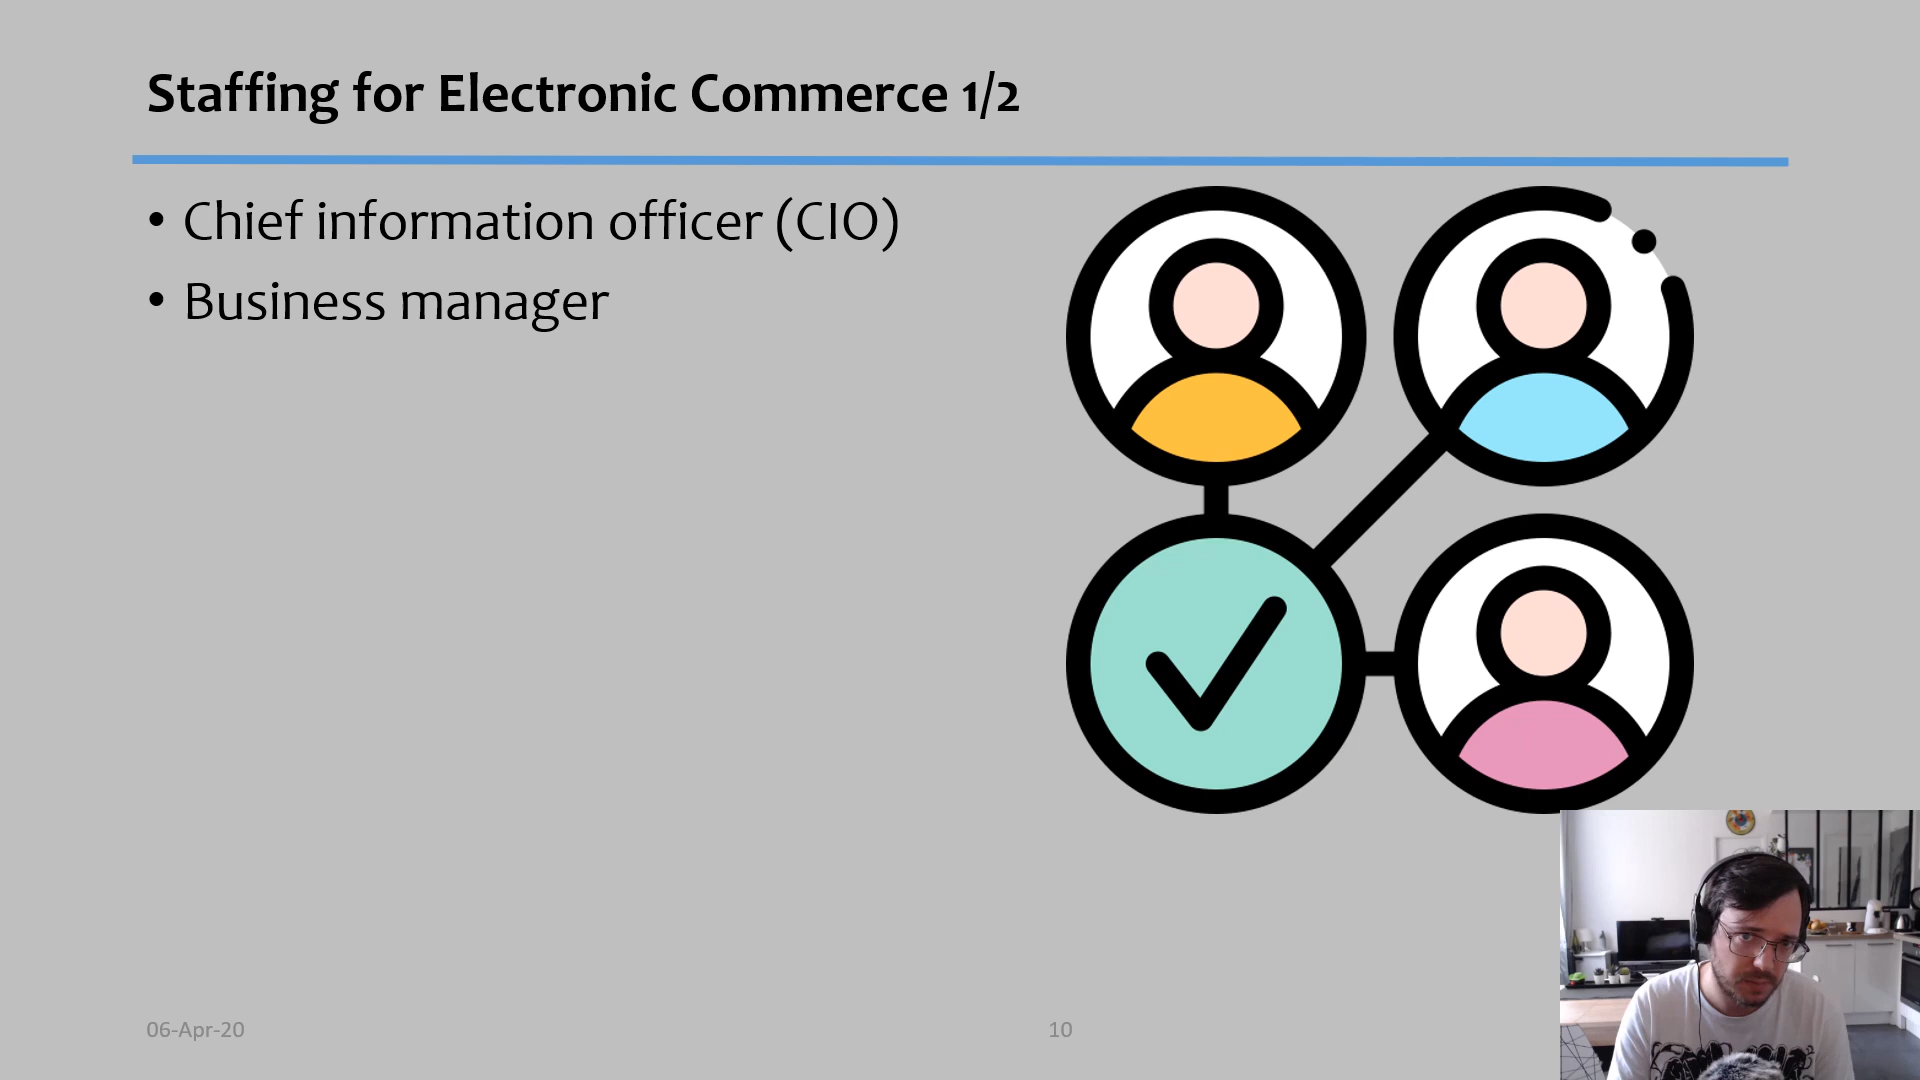 Staffing for Electronic Commerce 1/2
• Chief information officer (CIO)
• Business manager
06-Apr-20
10